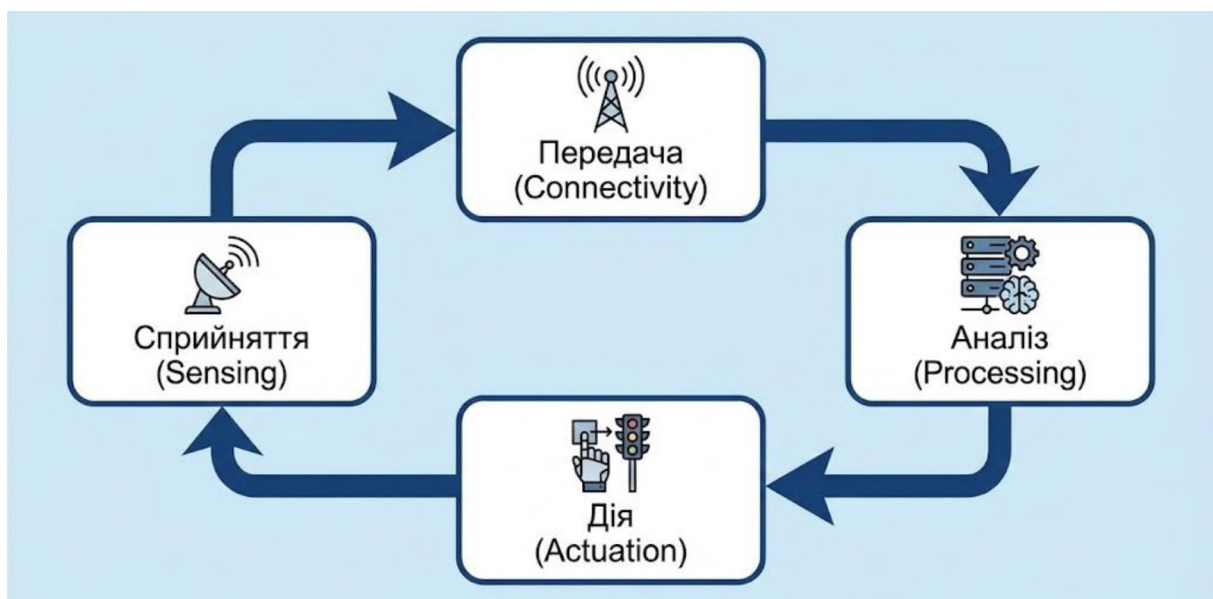 Передача
(Connectivity)
Сприйняття
(Sensing)
Аналіз
(Processing)
Дія
(Actuation)